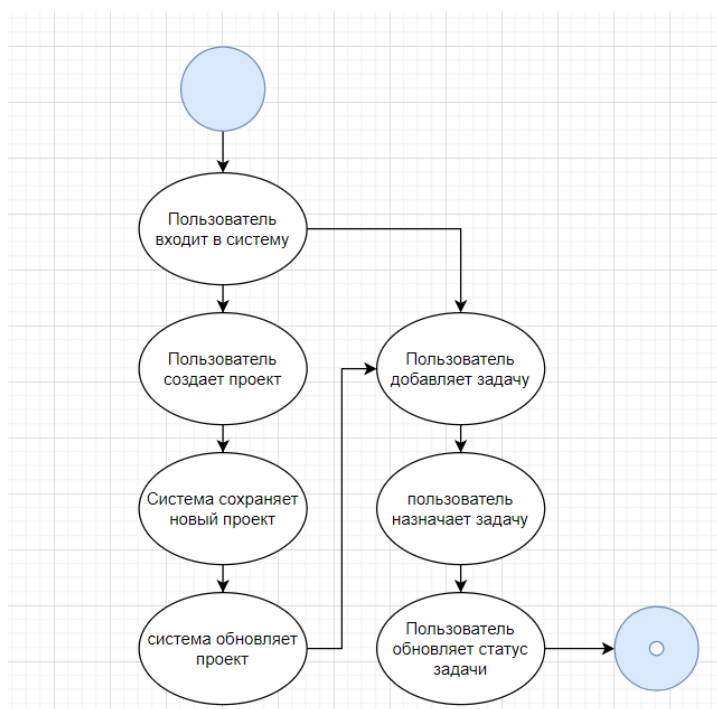 Пользователь
входит в систему
Пользователь
создает проект
Пользователь
добавляет задачу
Система сохраняет
новый проект
пользователь
назначает задачу
система обновляет
проект
Пользователь
обновляет статус
задачи